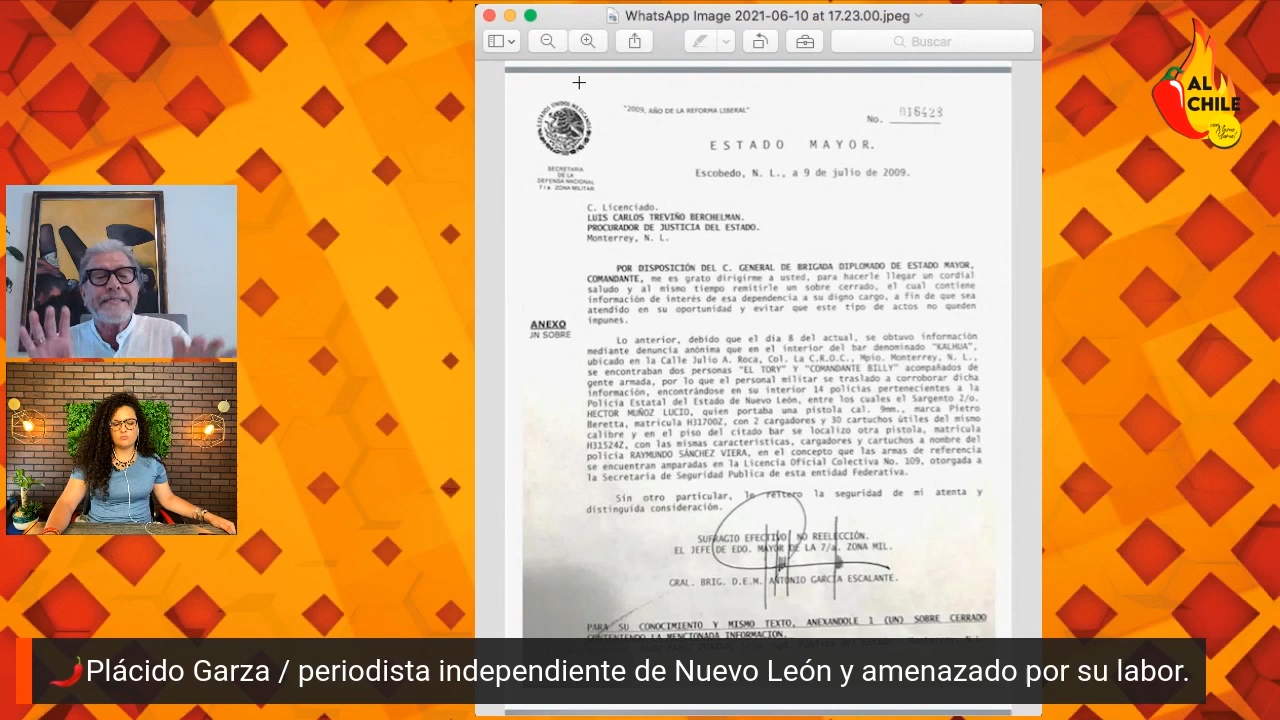 WhatsApp Image 2021-06-10 at 17.23.00.jpeg
Buscar
AL
CHILE
ESTADOS UNIDOS MEXICANOS
"2009, AÑO DE LA REFORMA LIBERAL"
No. 016428
ESTADO MAYOR.
SECRETARIA
DE LA
DEFENSA NACIONAL
7/a. ZONA MILITAR
Escobedo, N. L., a 9 de julio de 2009.
C. Licenciado.
LUIS CARLOS TREVIÑO BERCHELMAN.
PROCURADOR DE JUSTICIA DEL ESTADO.
Monterrey, N. L.
POR DISPOSICIÓN DEL C. GENERAL DE BRIGADA DIPLOMADO DE ESTADO MAYOR,
COMANDANTE, me es grato dirigirme a usted, para hacerle llegar un cordial
saludo y al mismo tiempo remitirle un sobre cerrado, el cual contiene
información de interés de esa dependencia a su digno cargo, a fin de que sea
atendido en su oportunidad y evitar que este tipo de actos no queden
impunes.
ANEXO
UN SOBRE
Lo anterior, debido que el día 8 del actual, se obtuvo información
mediante denuncia anónima que en el interior del bar denominado "KALHUA",
ubicado en la Calle Julio A. Roca, Col. La C.R.O.C., Mpio. Monterrey, N. L.,
se encontraban dos personas "EL TORY" Y "COMANDANTE BILLY" acompañados de
gente armada, por lo que el personal militar se traslado a corroborar dicha
información, encontrándose en su interior 14 policías pertenecientes a la
Policía Estatal del Estado de Nuevo León, entre los cuales el Sargento 2/o.
HECTOR MUÑOZ LUCIO, quien portaba una pistola cal. 9mm., marca Pietro
Beretta, matricula H31700Z, con 2 cargadores y 30 cartuchos útiles del mismo
calibre y en el piso del citado bar se localizo otra pistola, matricula
H31524Z, con las mismas características, cargadores y cartuchos a nombre del
policía RAYMUNDO SÁNCHEZ VIERA, en el concepto que las armas de referencia
se encuentran amparadas en la Licencia Oficial Colectiva No. 109, otorgada a
la Secretaria de Seguridad Publica de esta entidad Federativa.
Sin otro particular, le reitero la seguridad de mi atenta y
distinguida consideración.
SUFRAGIO EFECTIVO NO REELECCIÓN.
EL JEFE DE EDO. MAYOR DE LA 7/a. ZONA MIL.
GRAL. BRIG. D.E.M. ANTONIO GARCÍA ESCALANTE.
PARA SU CONOCIMIENTO Y MISMO TEXTO, ANEXANDOLE 1 (UN) SOBRE CERRADO
CONTENIENDO LA MENCIONADA INFORMACION.
Plácido Garza / periodista independiente de Nuevo León y amenazado por su labor.